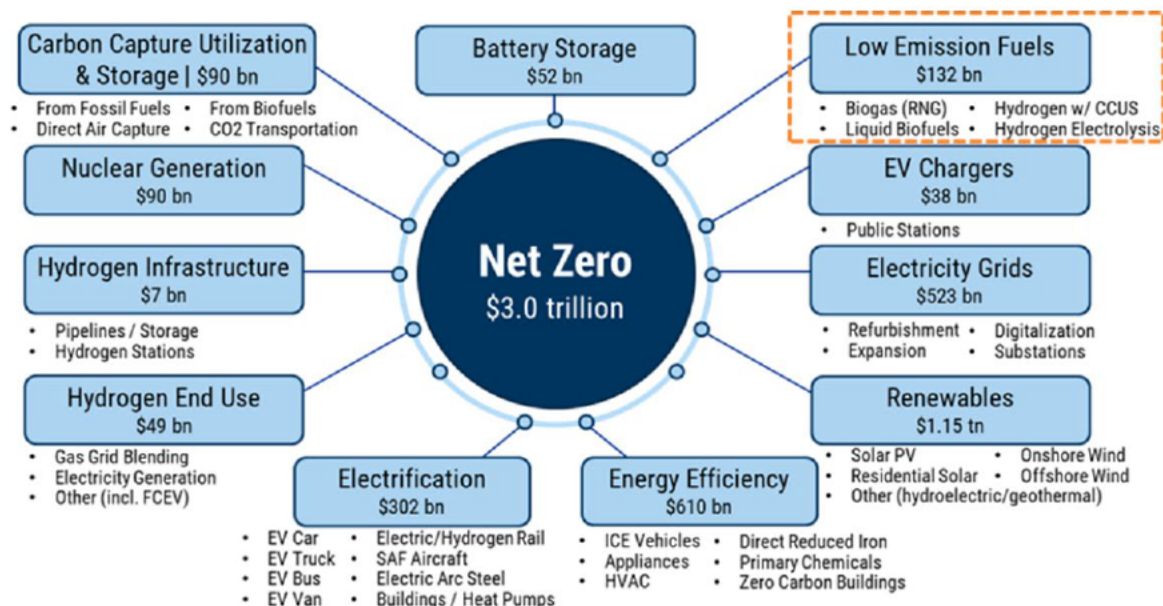 Carbon Capture Utilization
& Storage | $90 bn
• From Fossil Fuels • From Biofuels
• Direct Air Capture • CO2 Transportation
Battery Storage
$52 bn
Low Emission Fuels
$132 bn
• Biogas (RNG) • Hydrogen w/ CCUS
• Liquid Biofuels • Hydrogen Electrolysis
Nuclear Generation
$90 bn
EV Chargers
$38 bn
• Public Stations
Net Zero
$3.0 trillion
Hydrogen Infrastructure
$7 bn
• Pipelines / Storage
• Hydrogen Stations
Electricity Grids
$523 bn
• Refurbishment • Digitalization
• Expansion • Substations
Hydrogen End Use
$49 bn
• Gas Grid Blending
• Electricity Generation
• Other (incl. FCEV)
Renewables
$1.15 tn
• Solar PV • Onshore Wind
• Residential Solar • Offshore Wind
• Other (hydroelectric/geothermal)
Electrification
$302 bn
• EV Car • Electric/Hydrogen Rail
• EV Truck • SAF Aircraft
• EV Bus • Electric Arc Steel
• EV Van • Buildings / Heat Pumps
Energy Efficiency
$610 bn
• ICE Vehicles • Direct Reduced Iron
• Appliances • Primary Chemicals
• HVAC • Zero Carbon Buildings